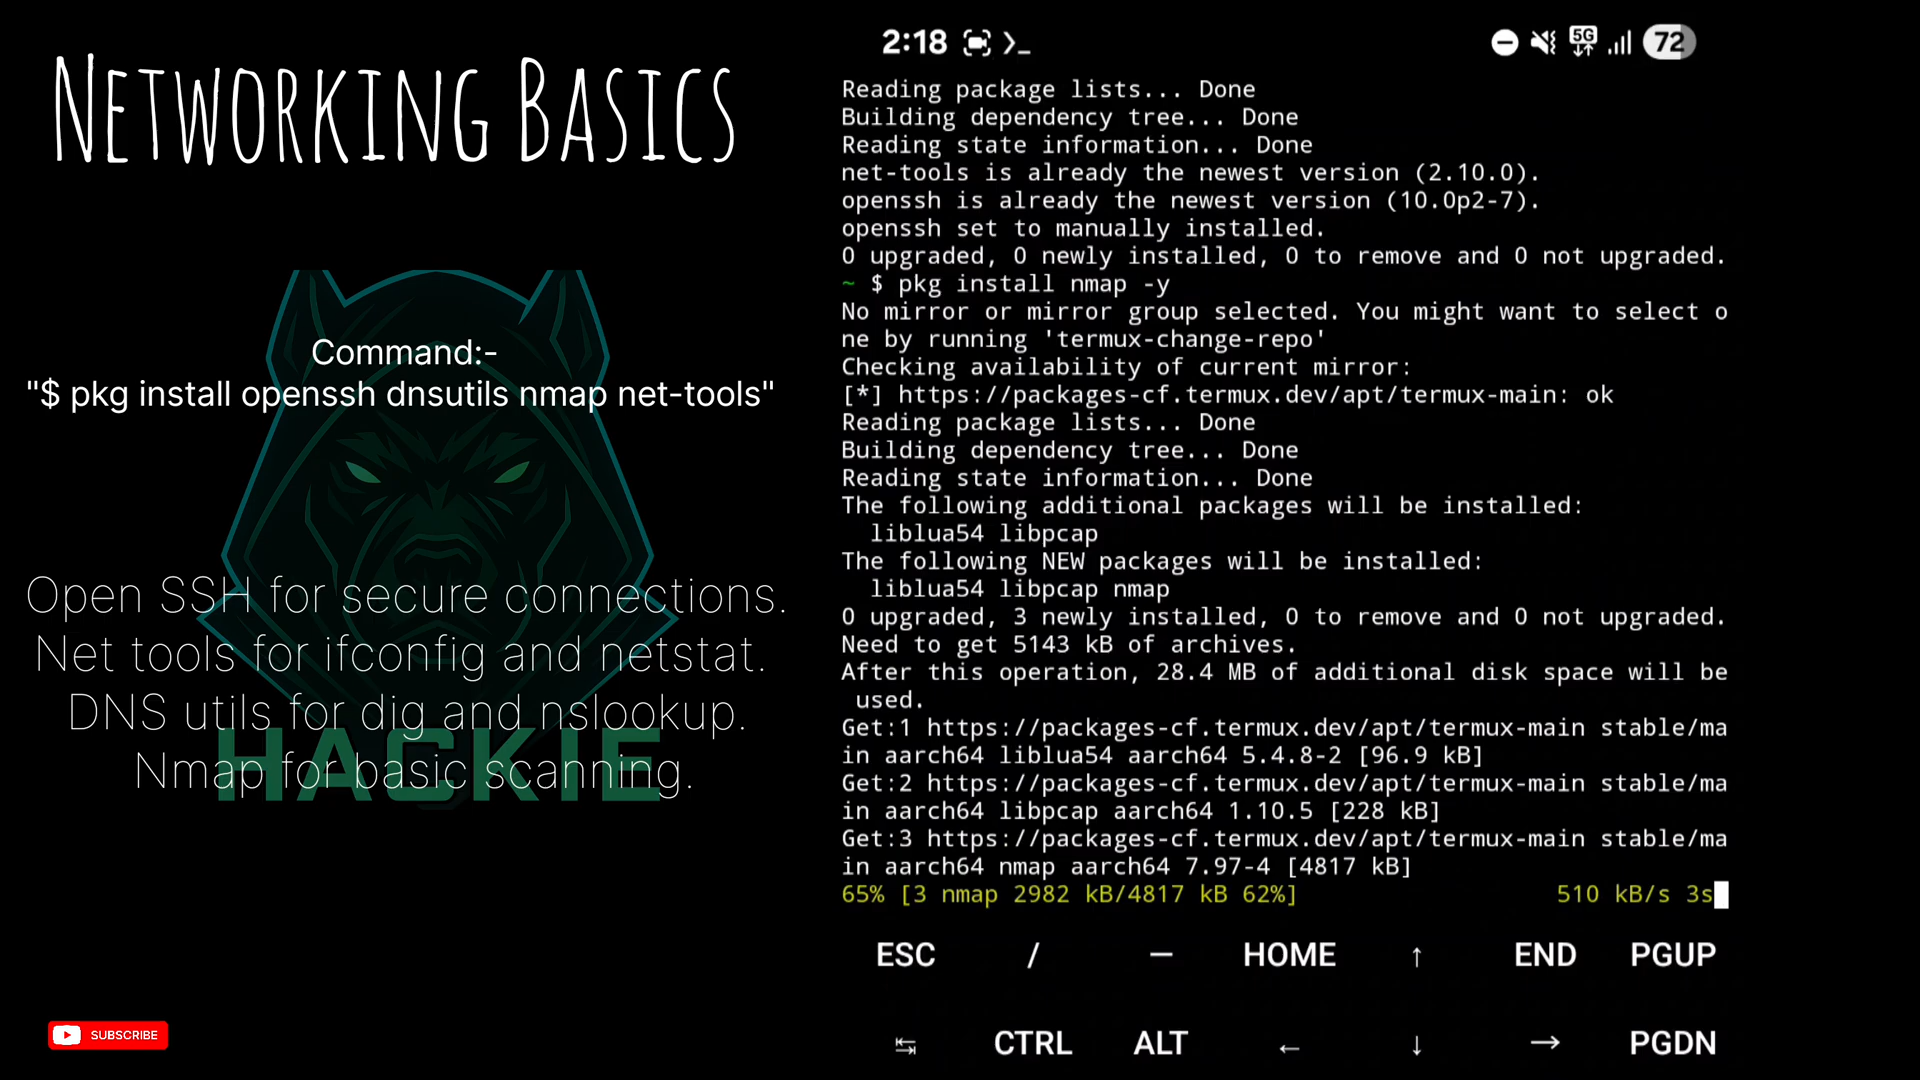 NETWORKING BASICS
Command:-
"$ pkg install openssh dnsutils nmap net-tools"
Open SSH for secure connections.
Net tools for ifconfig and netstat.
DNS utils for dig and nslookup.
Nmap for basic scanning.
HACKIE
SUBSCRIBE
2:18
5G
72
Reading package lists... Done
Building dependency tree... Done
Reading state information... Done
net-tools is already the newest version (2.10.0).
openssh is already the newest version (10.0p2-7).
openssh set to manually installed.
0 upgraded, 0 newly installed, 0 to remove and 0 not upgraded.
~ $ pkg install nmap -y
No mirror or mirror group selected. You might want to select o
ne by running 'termux-change-repo'
Checking availability of current mirror:
[*] https://packages-cf.termux.dev/apt/termux-main: ok
Reading package lists... Done
Building dependency tree... Done
Reading state information... Done
The following additional packages will be installed:
liblua54 libpcap
The following NEW packages will be installed:
liblua54 libpcap nmap
0 upgraded, 3 newly installed, 0 to remove and 0 not upgraded.
Need to get 5143 kB of archives.
After this operation, 28.4 MB of additional disk space will be
used.
Get:1 https://packages-cf.termux.dev/apt/termux-main stable/ma
in aarch64 liblua54 aarch64 5.4.8-2 [96.9 kB]
Get:2 https://packages-cf.termux.dev/apt/termux-main stable/ma
in aarch64 libpcap aarch64 1.10.5 [228 kB]
Get:3 https://packages-cf.termux.dev/apt/termux-main stable/ma
in aarch64 nmap aarch64 7.97-4 [4817 kB]
65% [3 nmap 2982 kB/4817 kB 62%] 510 kB/s 3s
ESC / — HOME ↑ END PGUP
↹ CTRL ALT ← ↓ → PGDN